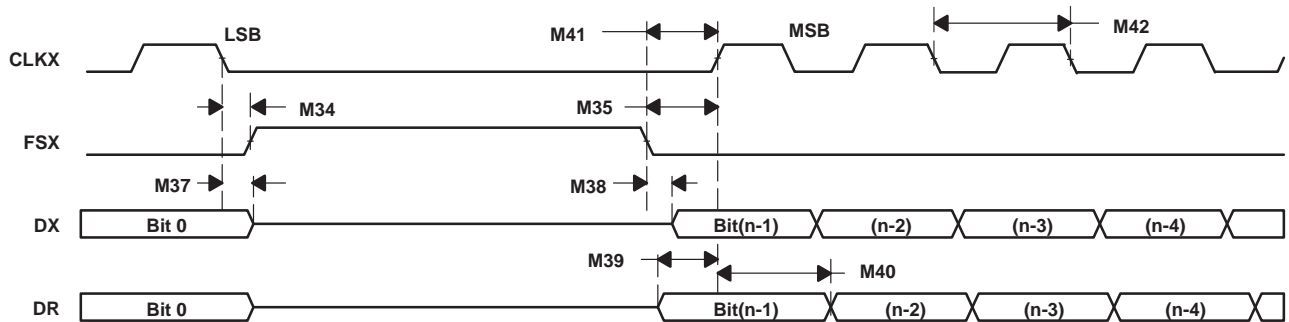 LSB M41 MSB M42
CLKX
M34 M35
FSX
M37 M38
DX Bit 0 Bit(n-1) (n-2) (n-3) (n-4)
M39 M40
DR Bit 0 Bit(n-1) (n-2) (n-3) (n-4)